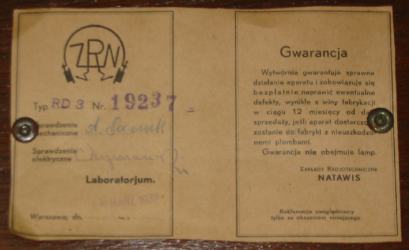 ZRN
Typ RD 3 Nr. 19237
Sprawdzenie
mechaniczne
Sprawdzenie
elektryczne
Laboratorjum.
Warszawa, dn.
Gwarancja
Wytwórnia gwarantuje sprawne
działanie aparatu i zobowiązuje się
bezpłatnie naprawić ewentualne
defekty, wynikłe z winy fabrykacji
w ciągu 12 miesięcy od daty
sprzedaży, jeśli aparat dostarczony
zostanie do fabryki z nieuszkodzo-
nemi plombami.
Gwarancja nie obejmuje lamp.
Zakłady Radjotechniczne
NATAWIS
Reklamacje uwzględniamy
tylko za okazaniem niniejszego.